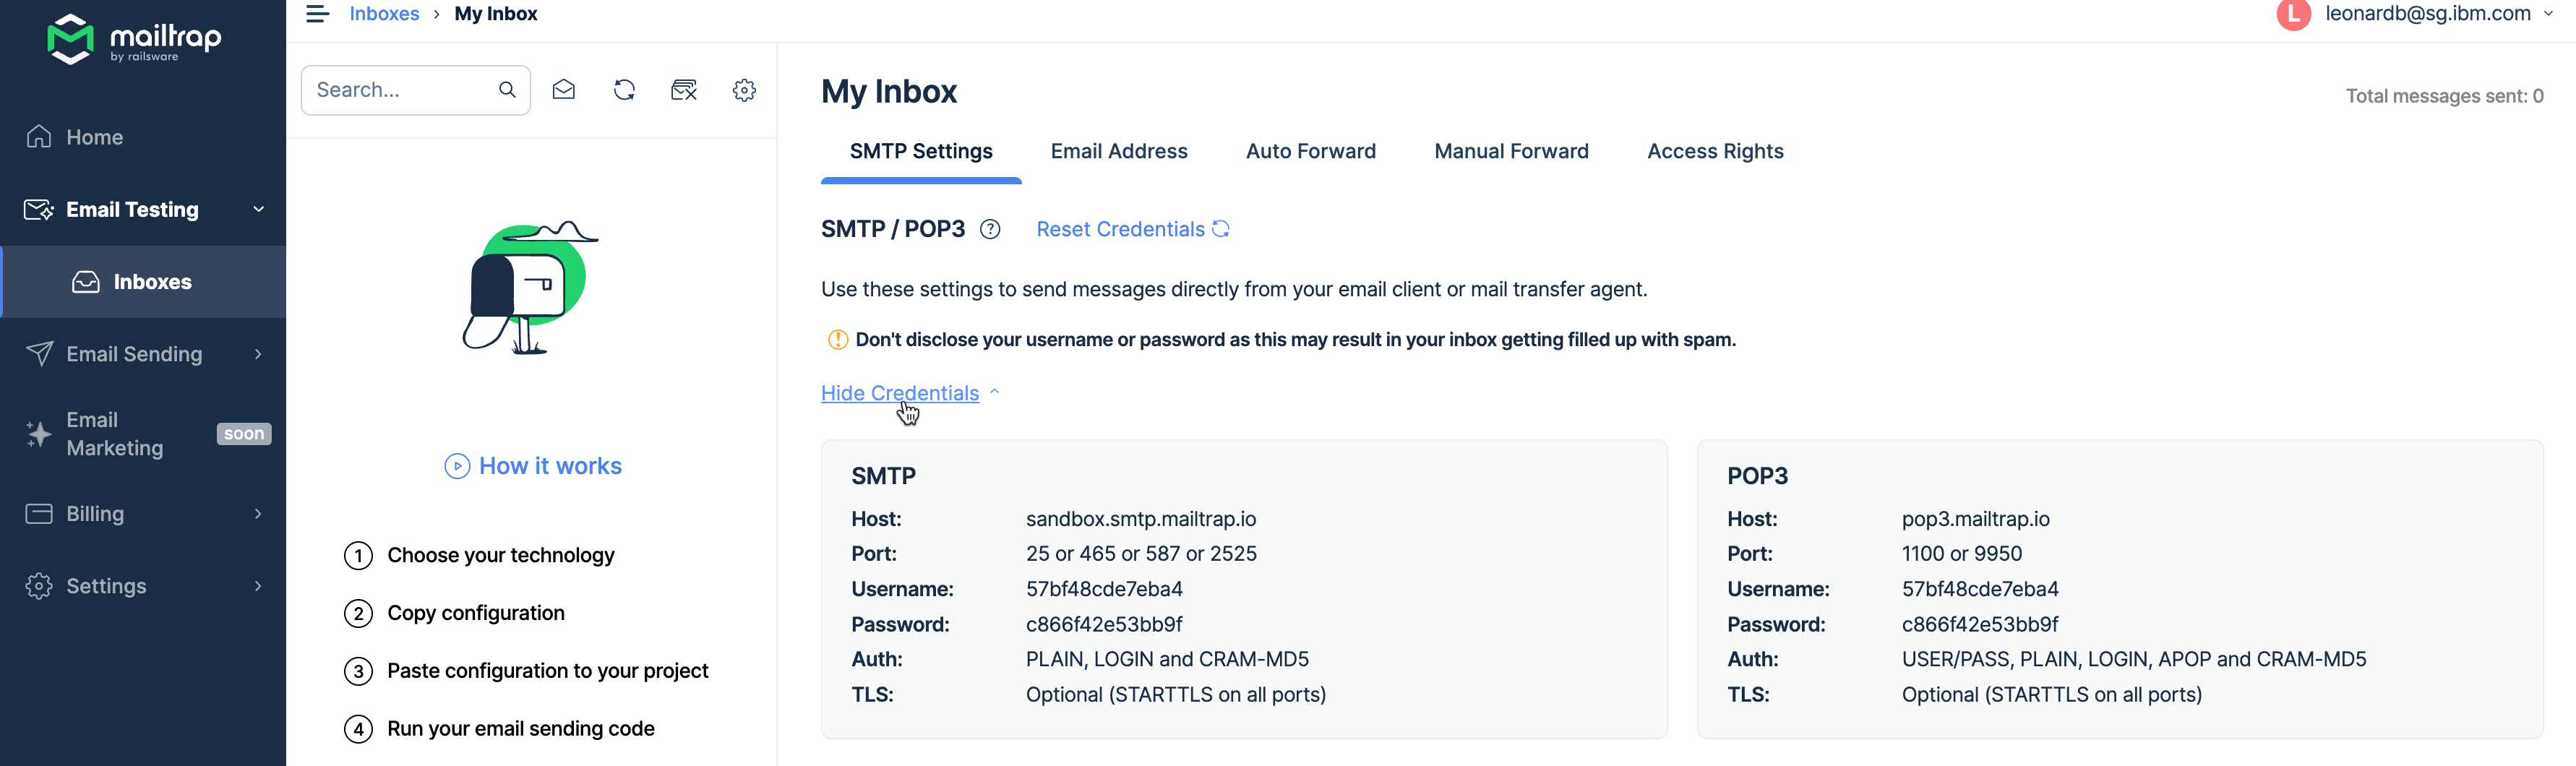 mailtrap
by railsware
Home
Email Testing
Inboxes
Email Sending
Email
Marketing
soon
Billing
Settings
Inboxes › My Inbox
L leonardb@sg.ibm.com
Search...
How it works
1 Choose your technology
2 Copy configuration
3 Paste configuration to your project
4 Run your email sending code
My Inbox
Total messages sent: 0
SMTP Settings Email Address Auto Forward Manual Forward Access Rights
SMTP / POP3 ? Reset Credentials
Use these settings to send messages directly from your email client or mail transfer agent.
! Don't disclose your username or password as this may result in your inbox getting filled up with spam.
Hide Credentials
SMTP
Host: sandbox.smtp.mailtrap.io
Port: 25 or 465 or 587 or 2525
Username: 57bf48cde7eba4
Password: c866f42e53bb9f
Auth: PLAIN, LOGIN and CRAM-MD5
TLS: Optional (STARTTLS on all ports)
POP3
Host: pop3.mailtrap.io
Port: 1100 or 9950
Username: 57bf48cde7eba4
Password: c866f42e53bb9f
Auth: USER/PASS, PLAIN, LOGIN, APOP and CRAM-MD5
TLS: Optional (STARTTLS on all ports)